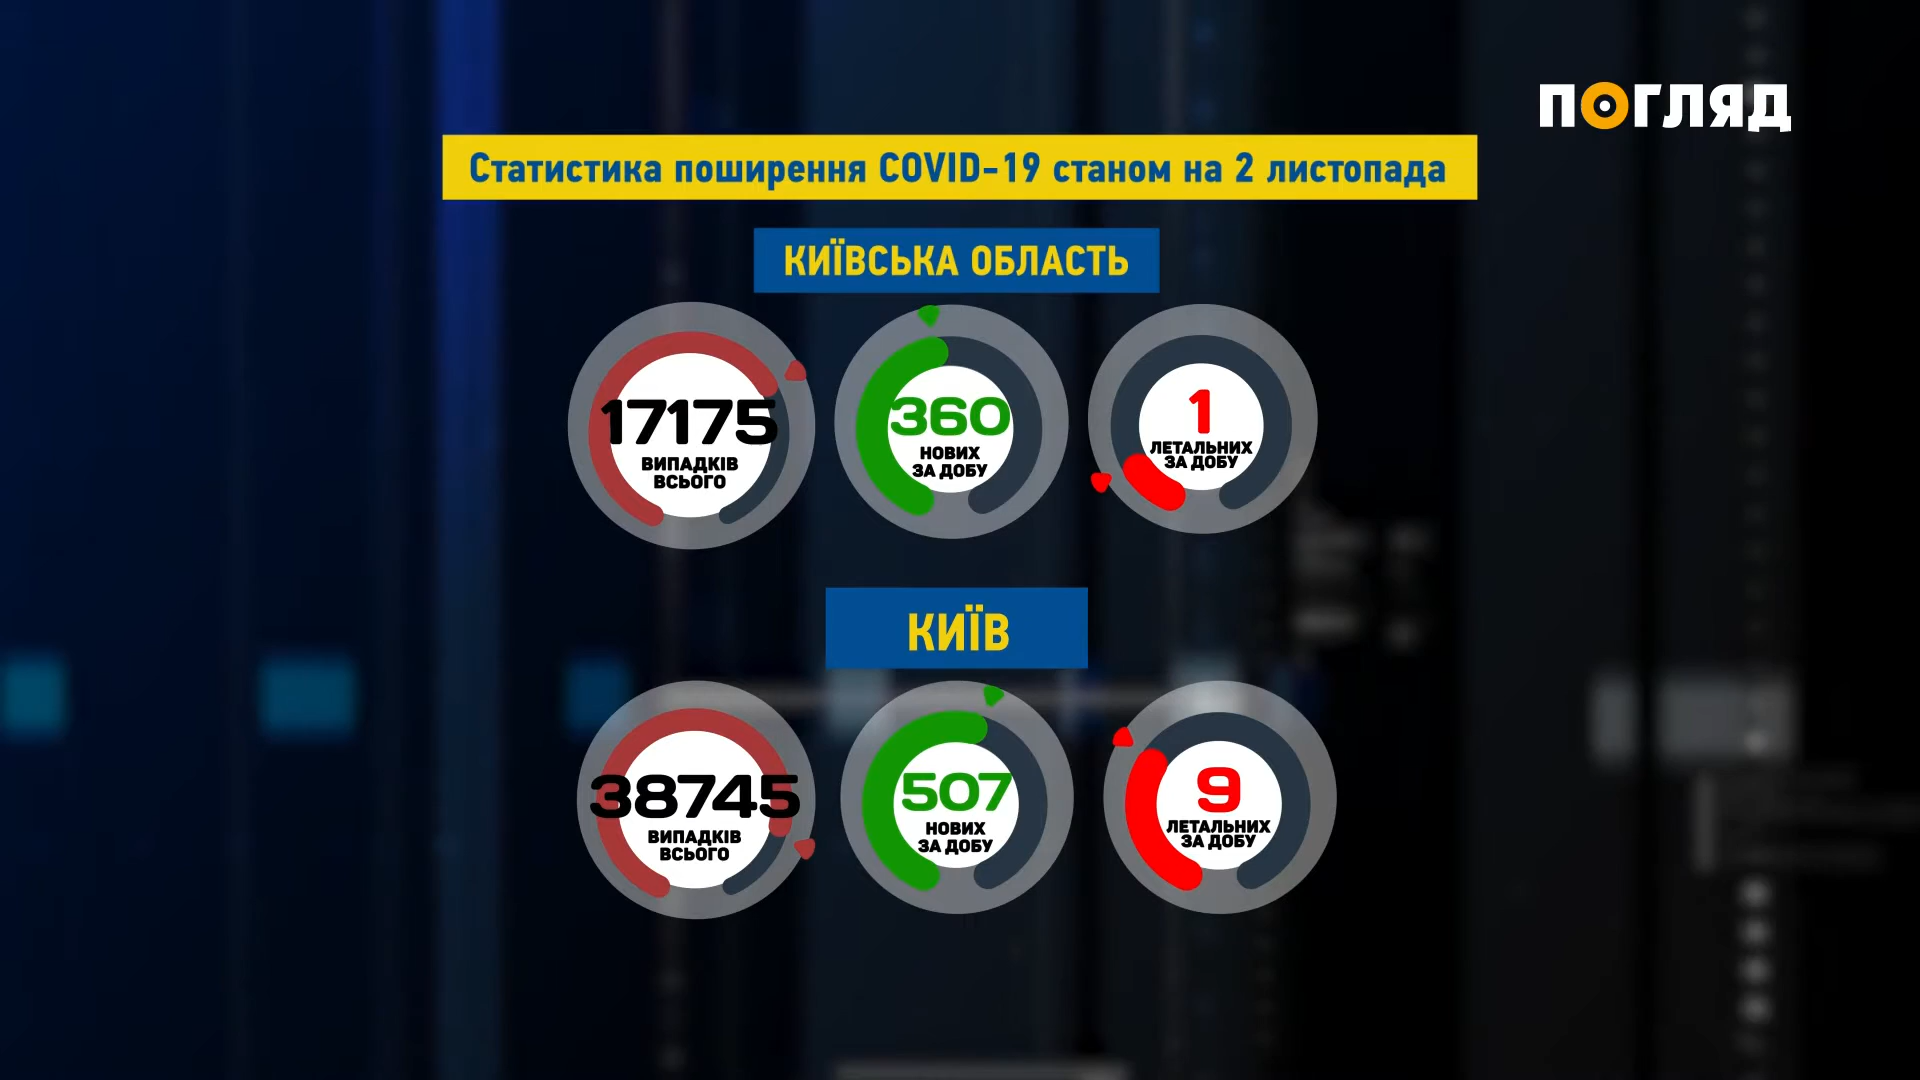 ПОГЛЯД
Статистика поширення COVID-19 станом на 2 листопада
КИЇВСЬКА ОБЛАСТЬ
17175
ВИПАДКІВ
ВСЬОГО
360
НОВИХ
ЗА ДОБУ
1
ЛЕТАЛЬНИХ
ЗА ДОБУ
КИЇВ
38745
ВИПАДКІВ
ВСЬОГО
507
НОВИХ
ЗА ДОБУ
9
ЛЕТАЛЬНИХ
ЗА ДОБУ